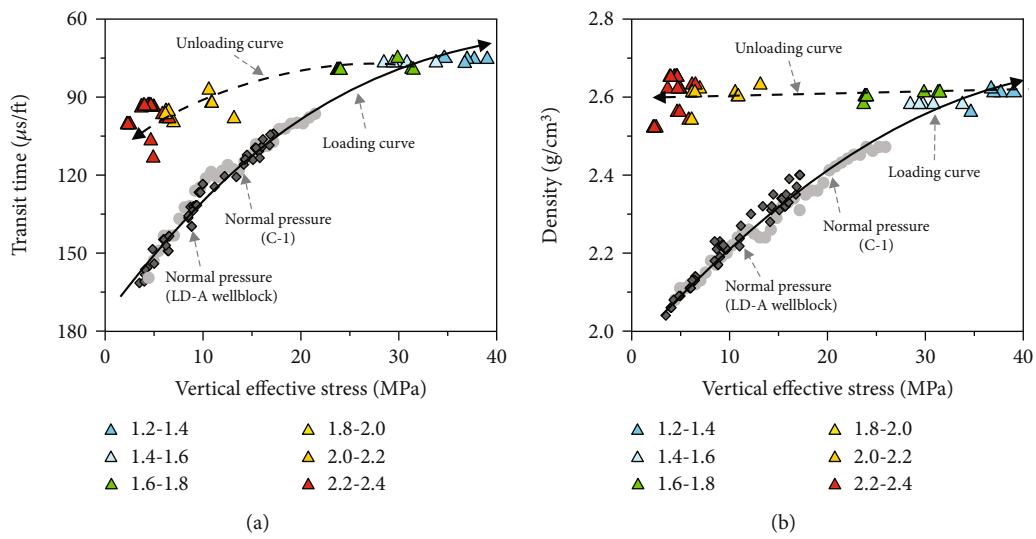 60
90
120
150
180
Transit time (μs/ft)
Unloading curve
Loading curve
Normal pressure
(C-1)
Normal pressure
(LD-A wellblock)
0 10 20 30 40
Vertical effective stress (MPa)
1.2-1.4
1.4-1.6
1.6-1.8
1.8-2.0
2.0-2.2
2.2-2.4
(a)
2.8
2.6
2.4
2.2
2.0
Density (g/cm³)
Unloading curve
Loading curve
Normal pressure
(C-1)
Normal pressure
(LD-A wellblock)
0 10 20 30 40
Vertical effective stress (MPa)
1.2-1.4
1.4-1.6
1.6-1.8
1.8-2.0
2.0-2.2
2.2-2.4
(b)